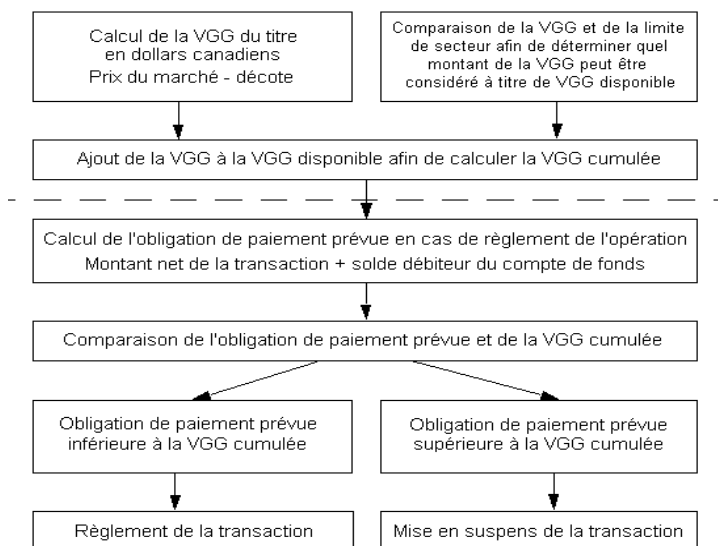 Calcul de la VGG du titre
en dollars canadiens
Prix du marché - décote
Comparaison de la VGG et de la limite
de secteur afin de déterminer quel
montant de la VGG peut être
considéré à titre de VGG disponible
Ajout de la VGG à la VGG disponible afin de calculer la VGG cumulée
Calcul de l'obligation de paiement prévue en cas de règlement de l'opération
Montant net de la transaction + solde débiteur du compte de fonds
Comparaison de l'obligation de paiement prévue et de la VGG cumulée
Obligation de paiement prévue
inférieure à la VGG cumulée
Obligation de paiement prévue
supérieure à la VGG cumulée
Règlement de la transaction
Mise en suspens de la transaction